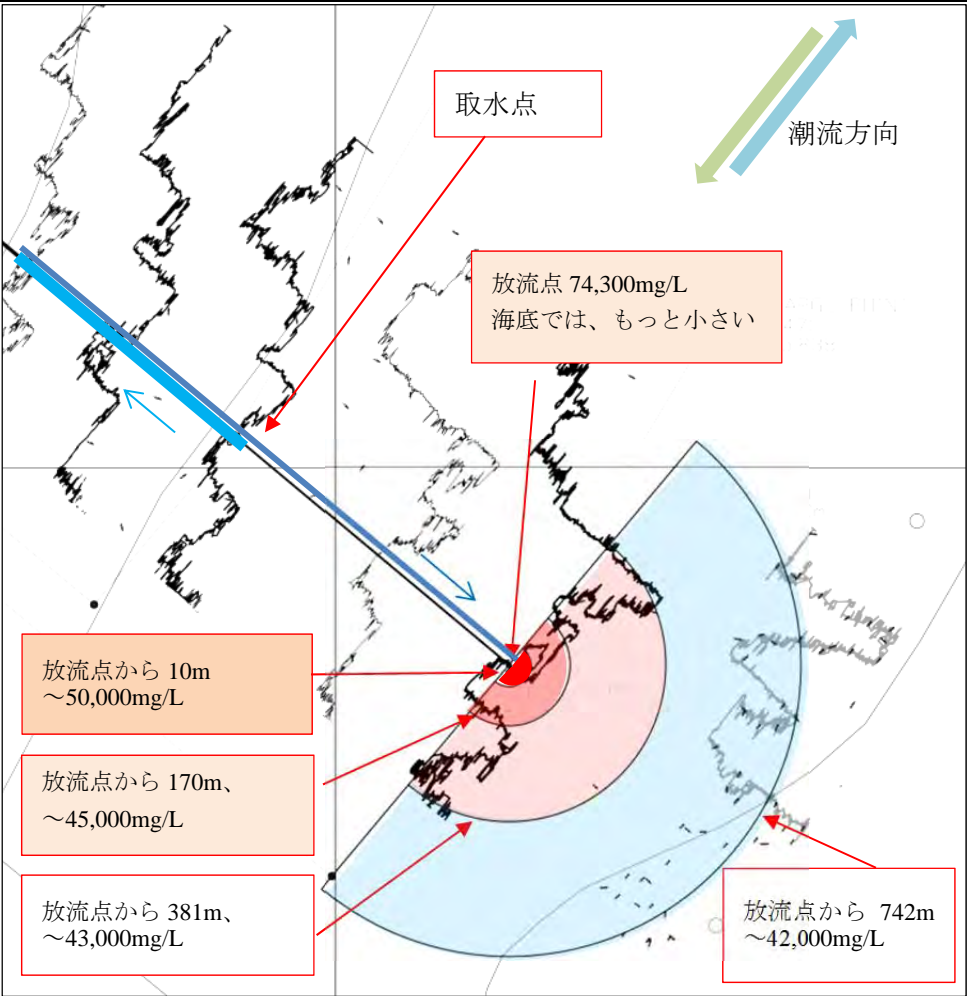 取水点
潮流方向
放流点 74,300mg/L
海底では、もっと小さい
放流点から 10m
～50,000mg/L
放流点から 170m、
～45,000mg/L
放流点から 381m、
～43,000mg/L
放流点から 742m
～42,000mg/L